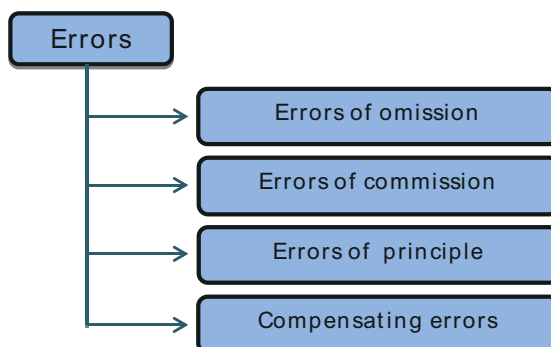 Errors
Errors of omission
Errors of commission
Errors of principle
Compensating errors